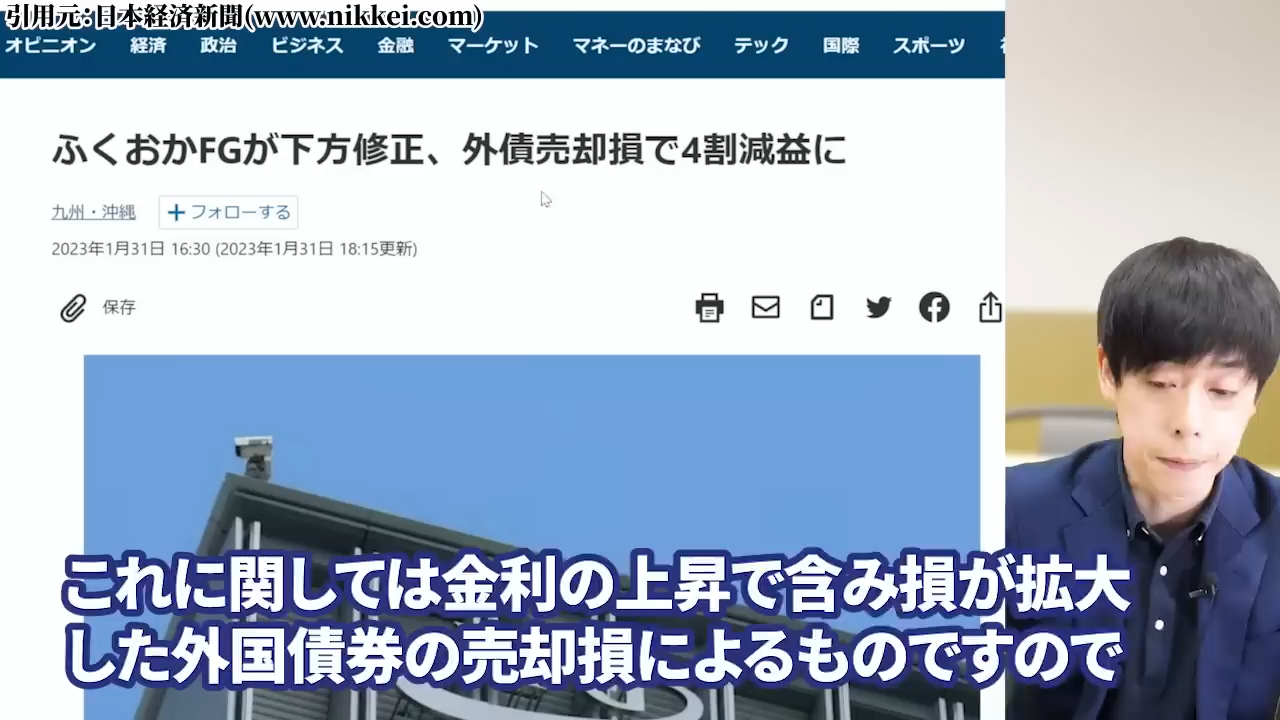 引用元:日本経済新聞(www.nikkei.com)
オピニオン 経済 政治 ビジネス 金融 マーケット マネーのまなび テック 国際 スポーツ
ふくおかFGが下方修正、外債売却損で4割減益に
九州・沖縄 +フォローする
2023年1月31日 16:30 (2023年1月31日 18:15更新)
保存
これに関しては金利の上昇で含み損が拡大
した外国債券の売却損によるものですので